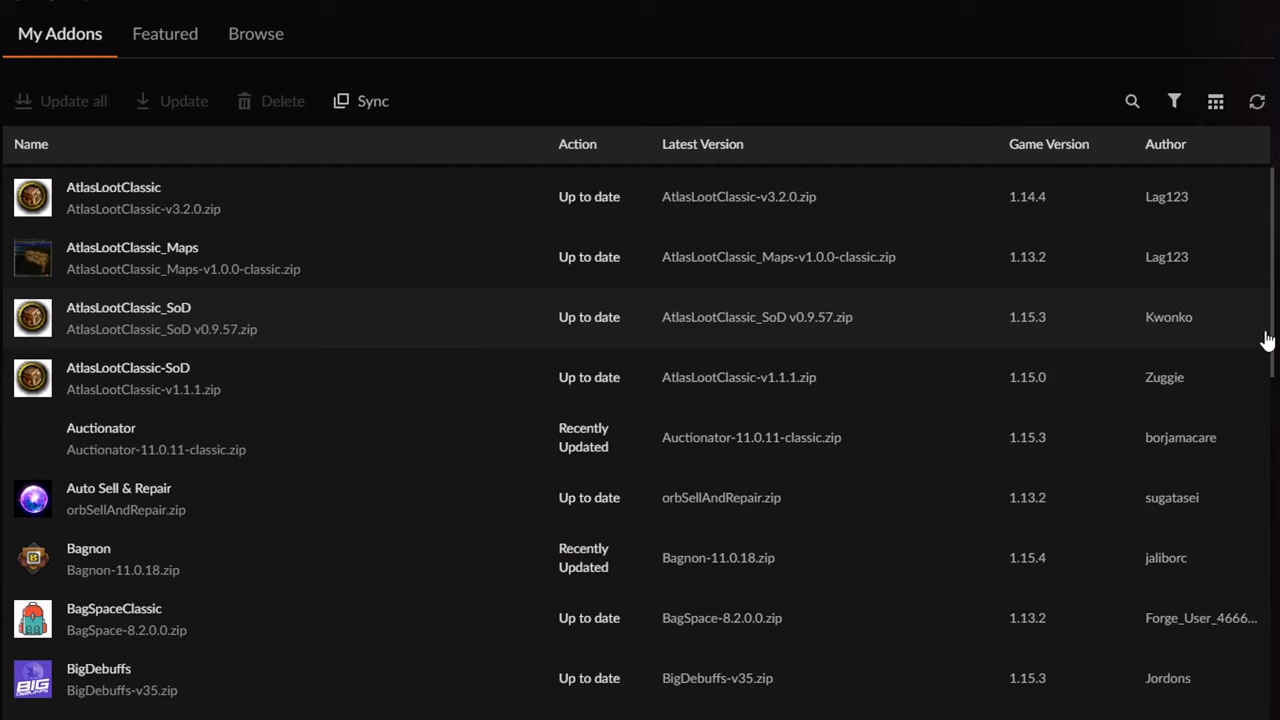 My Addons Featured Browse
Update all Update Delete Sync
Name Action Latest Version Game Version Author
AtlasLootClassic
AtlasLootClassic-v3.2.0.zip
Up to date AtlasLootClassic-v3.2.0.zip 1.14.4 Lag123
AtlasLootClassic_Maps
AtlasLootClassic_Maps-v1.0.0-classic.zip
Up to date AtlasLootClassic_Maps-v1.0.0-classic.zip 1.13.2 Lag123
AtlasLootClassic_SoD
AtlasLootClassic_SoD v0.9.57.zip
Up to date AtlasLootClassic_SoD v0.9.57.zip 1.15.3 Kwonko
AtlasLootClassic-SoD
AtlasLootClassic-v1.1.1.zip
Up to date AtlasLootClassic-v1.1.1.zip 1.15.0 Zuggie
Auctionator
Auctionator-11.0.11-classic.zip
Recently
Updated
Auctionator-11.0.11-classic.zip 1.15.3 borjamacare
Auto Sell & Repair
orbSellAndRepair.zip
Up to date orbSellAndRepair.zip 1.13.2 sugatasei
Bagnon
Bagnon-11.0.18.zip
Recently
Updated
Bagnon-11.0.18.zip 1.15.4 jaliborc
BagSpaceClassic
BagSpace-8.2.0.0.zip
Up to date BagSpace-8.2.0.0.zip 1.13.2 Forge_User_4666...
BIG
BigDebuffs
BigDebuffs-v35.zip
Up to date BigDebuffs-v35.zip 1.15.3 Jordons